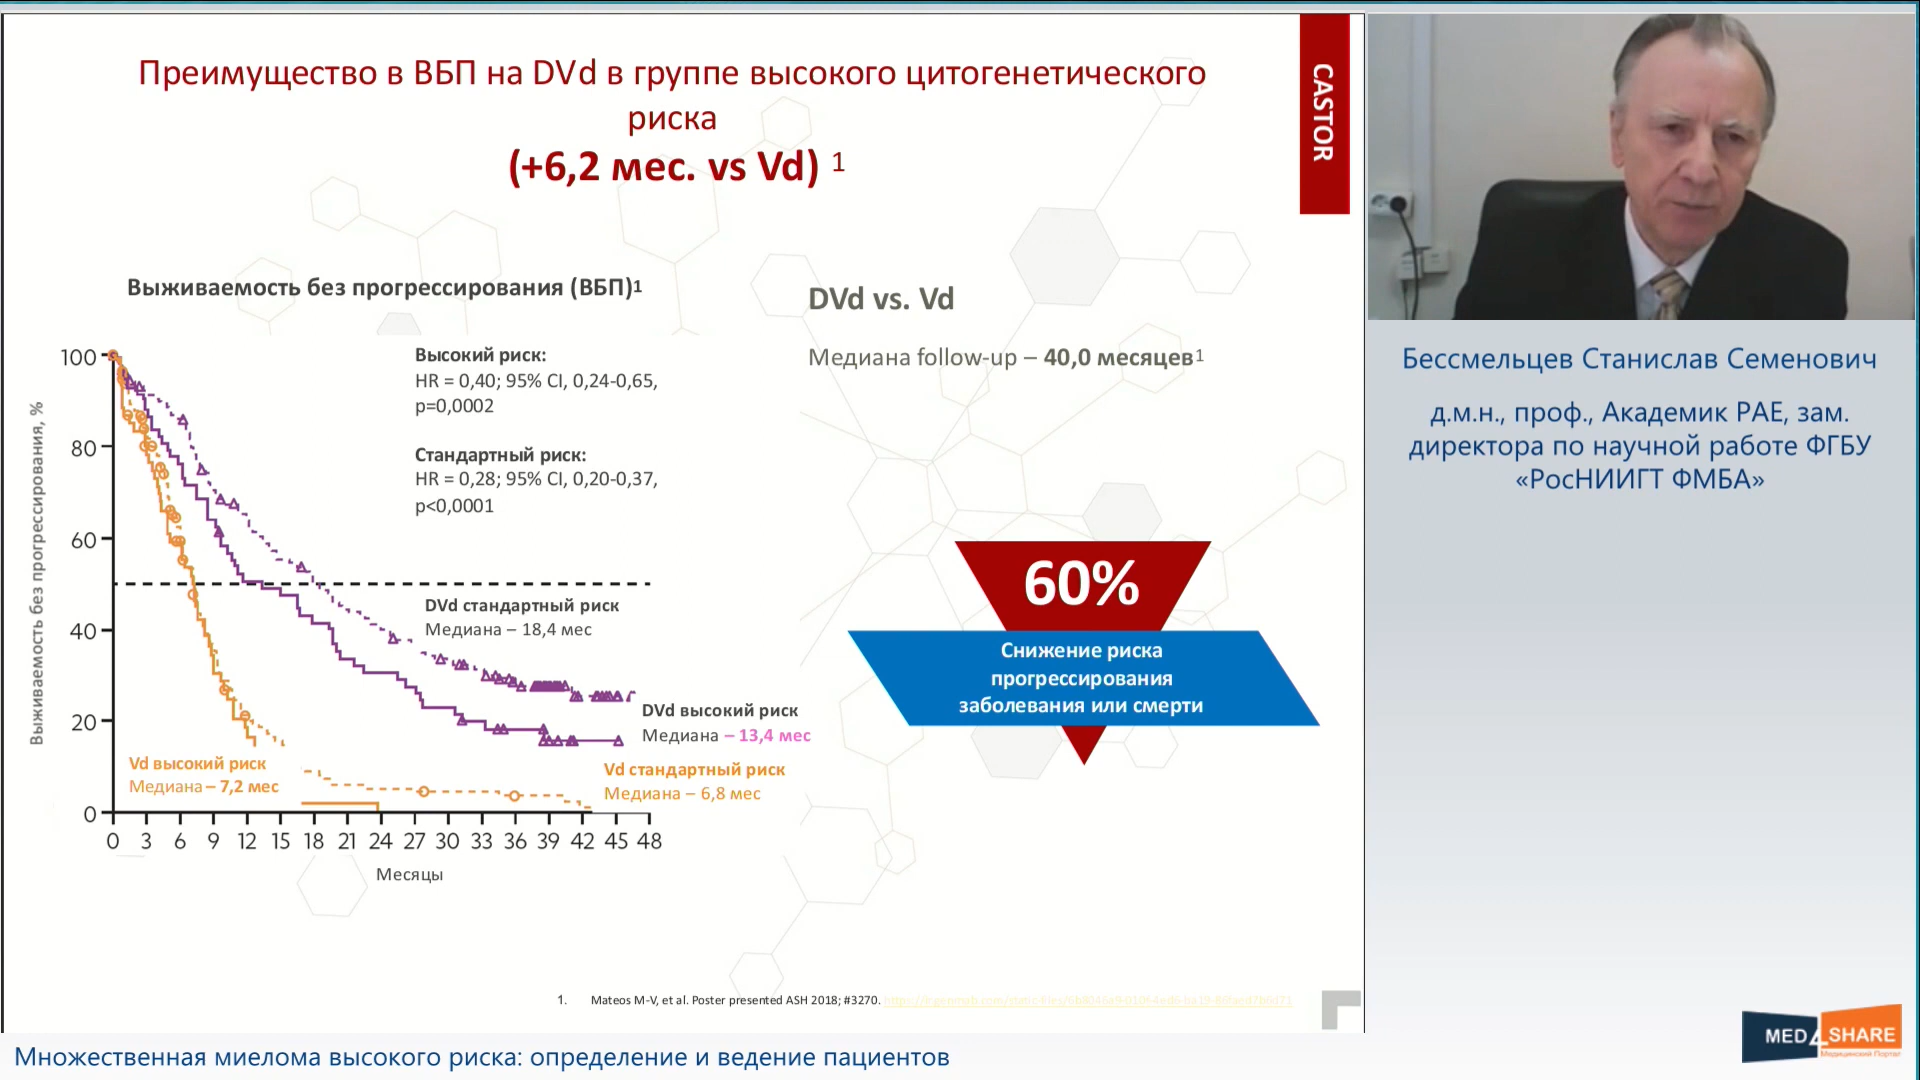 Преимущество в ВБП на DVd в группе высокого цитогенетического
риска
(+6,2 мес. vs Vd) 1
CASTOR
Выживаемость без прогрессирования (ВБП)1
Выживаемость без прогрессирования, %
100
80
60
40
20
0
0 3 6 9 12 15 18 21 24 27 30 33 36 39 42 45 48
Месяцы
Высокий риск:
HR = 0,40; 95% CI, 0,24-0,65,
p=0,0002
Стандартный риск:
HR = 0,28; 95% CI, 0,20-0,37,
p<0,0001
DVd стандартный риск
Медиана – 18,4 мес
DVd высокий риск
Медиана – 13,4 мес
Vd высокий риск
Медиана – 7,2 мес
Vd стандартный риск
Медиана – 6,8 мес
DVd vs. Vd
Медиана follow-up – 40,0 месяцев1
60%
Снижение риска
прогрессирования
заболевания или смерти
1. Mateos M-V, et al. Poster presented ASH 2018; #3270.
Бессмельцев Станислав Семенович
д.м.н., проф., Академик РАЕ, зам.
директора по научной работе ФГБУ
«РосНИИГТ ФМБА»
MED4SHARE
Медицинский Портал
Множественная миелома высокого риска: определение и ведение пациентов